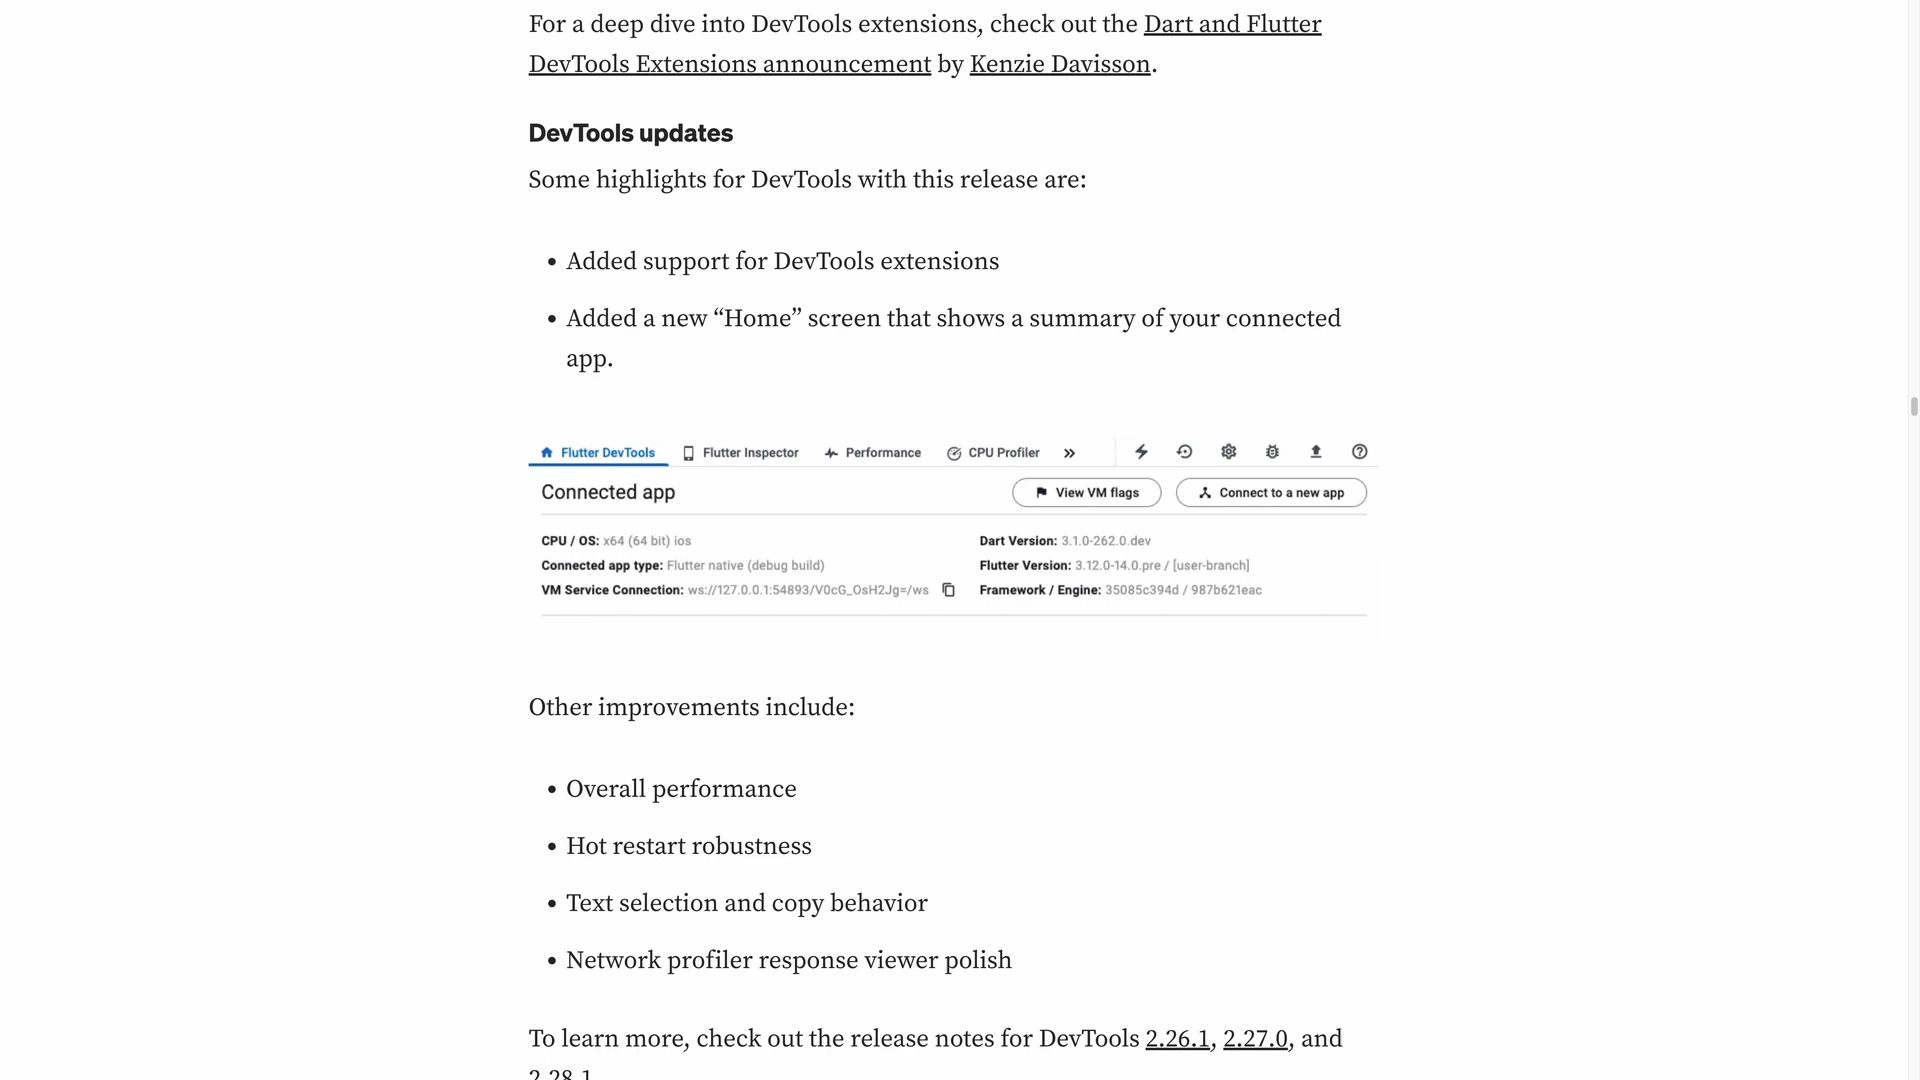 For a deep dive into DevTools extensions, check out the Dart and Flutter
DevTools Extensions announcement by Kenzie Davisson.
DevTools updates
Some highlights for DevTools with this release are:
• Added support for DevTools extensions
• Added a new “Home” screen that shows a summary of your connected
app.
Flutter DevTools Flutter Inspector Performance CPU Profiler »
Connected app View VM flags Connect to a new app
CPU / OS: x64 (64 bit) ios Dart Version: 3.1.0-262.0.dev
Connected app type: Flutter native (debug build) Flutter Version: 3.12.0-14.0.pre / [user-branch]
VM Service Connection: ws://127.0.0.1:54893/V0cG_OsH2Jg=/ws Framework / Engine: 35085c394d / 987b621eac
Other improvements include:
• Overall performance
• Hot restart robustness
• Text selection and copy behavior
• Network profiler response viewer polish
To learn more, check out the release notes for DevTools 2.26.1, 2.27.0, and
2.28.1